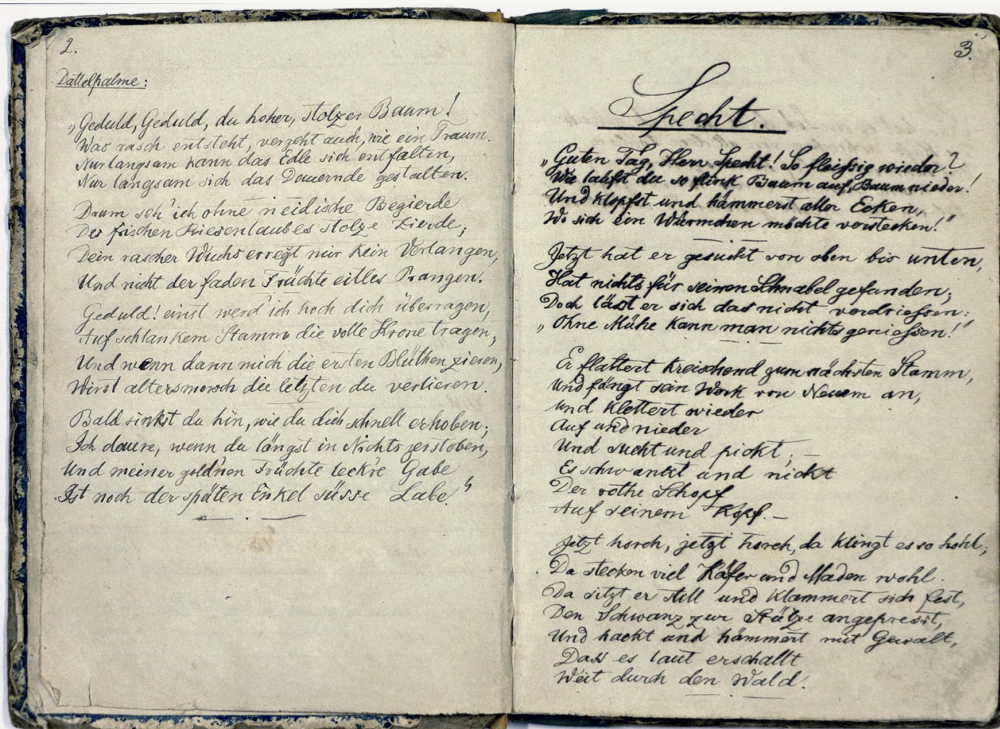 2.
Dattelpalme:
„Geduld, Geduld, du hoher, stolzer Baum!
Was rasch entsteht, vergeht auch, wie ein Traum.
Nur langsam kann das Edle sich entfalten,
Nur langsam sich das Dauernde gestalten.
Drum seh' ich ohne neidische Begierde
Des frischen Riesenlaubes stolze Zierde,
Dein rascher Wuchs erregt mir kein Verlangen,
Und nicht der faden Früchte eitles Prangen.
Geduld! einst werd' ich hoch dich überragen,
Auf schlankem Stamm die volle Krone tragen,
Und wenn dann mich die ersten Blüthen zieren,
Wirst altersmorsch die letzten du verlieren.
Bald sinkst du hin, wie du dich schnell erhoben;
Ich dauere, wenn du längst in Nichts zerstoben,
Und meiner gold'nen Früchte leck're Gabe
Ist noch der späten Enkel süsse Labe.“
3.
Specht.
„Guten Tag, Herr Specht! So fleißig wieder?
Wie laufst du so flink Baum auf Baum nieder!
Und klopfst und hämmerst aller Ecken,
Wo sich ein Würmchen möchte verstecken!“
Jetzt hat er gesucht von oben bis unten,
Hat nichts für seinen Schnabel gefunden;
Doch lässt er sich das nicht verdriessen:
„Ohne Mühe kann man nichts geniessen!“
Er flattert kreischend zum nächsten Stamm,
Und fängt sein Werk von Neuem an,
Und klettert wieder
Auf und nieder
Und sucht und pickt; –
Es schwanket und nickt
Der rothe Schopf
Auf seinem Kopf. –
Jetzt horch, jetzt horch, da klingt es so hohl;
Da stecken viel Käfer und Maden wohl.
Da sitzt er still und klammert sich fest,
Den Schwanz zur Stütze angepresst,
Und hackt und hämmert mit Gewalt,
Dass es laut erschallt
Weit durch den Wald.